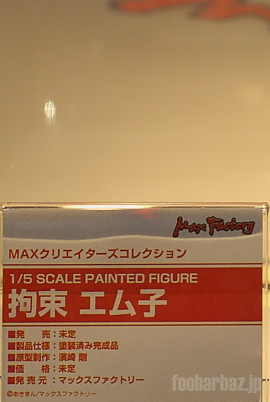 Max Factory
MAXクリエイターズコレクション
1/5 SCALE PAINTED FIGURE
拘束 エム子
■発　売：未定
■製品仕様：塗装済み完成品
■原型制作：濱崎 剛
■価　格：未定
■発 売 元：マックスファクトリー
©あきまん/マックスファクトリー
foobarbaz.jp